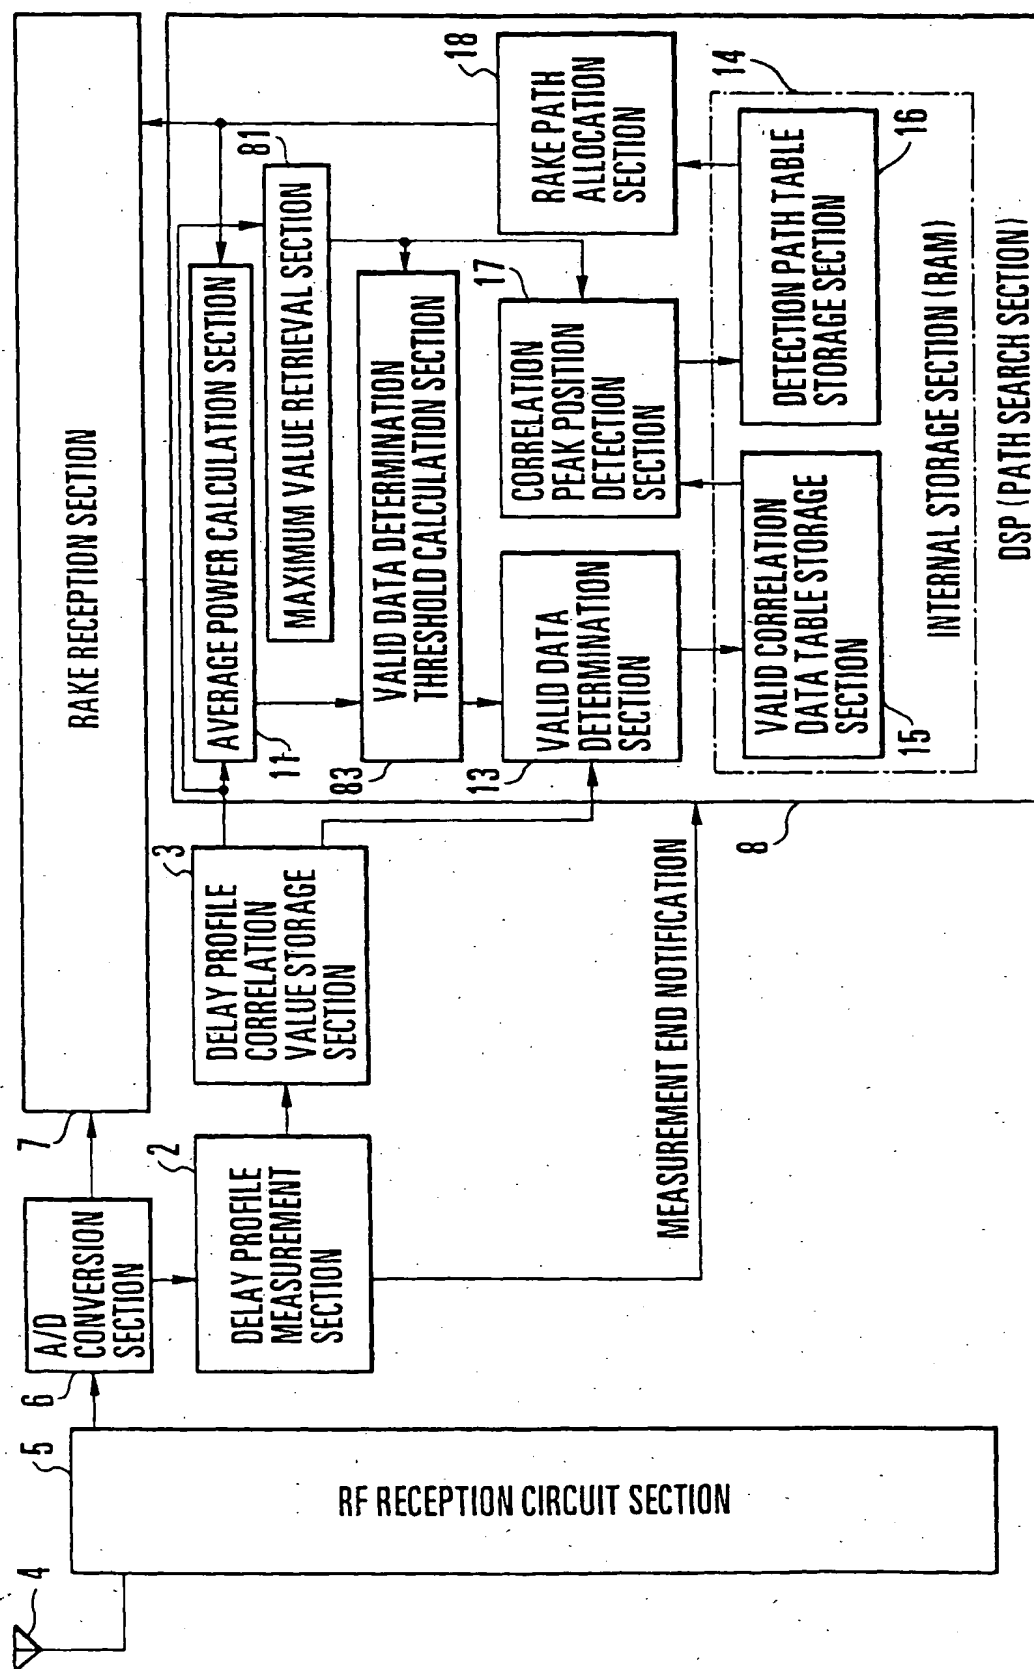 4
5
RF RECEPTION CIRCUIT SECTION
6
A/D
CONVERSION
SECTION
7
RAKE RECEPTION SECTION
2
DELAY PROFILE
MEASUREMENT
SECTION
3
DELAY PROFILE
CORRELATION
VALUE STORAGE
SECTION
MEASUREMENT END NOTIFICATION
8
11
AVERAGE POWER CALCULATION SECTION
81
MAXIMUM VALUE RETRIEVAL SECTION
83
VALID DATA DETERMINATION
THRESHOLD CALCULATION SECTION
13
VALID DATA
DETERMINATION
SECTION
17
CORRELATION
PEAK POSITION
DETECTION
SECTION
18
RAKE PATH
ALLOCATION
SECTION
14
15
VALID CORRELATION
DATA TABLE STORAGE
SECTION
16
DETECTION PATH TABLE
STORAGE SECTION
INTERNAL STORAGE SECTION (RAM)
DSP (PATH SEARCH SECTION)